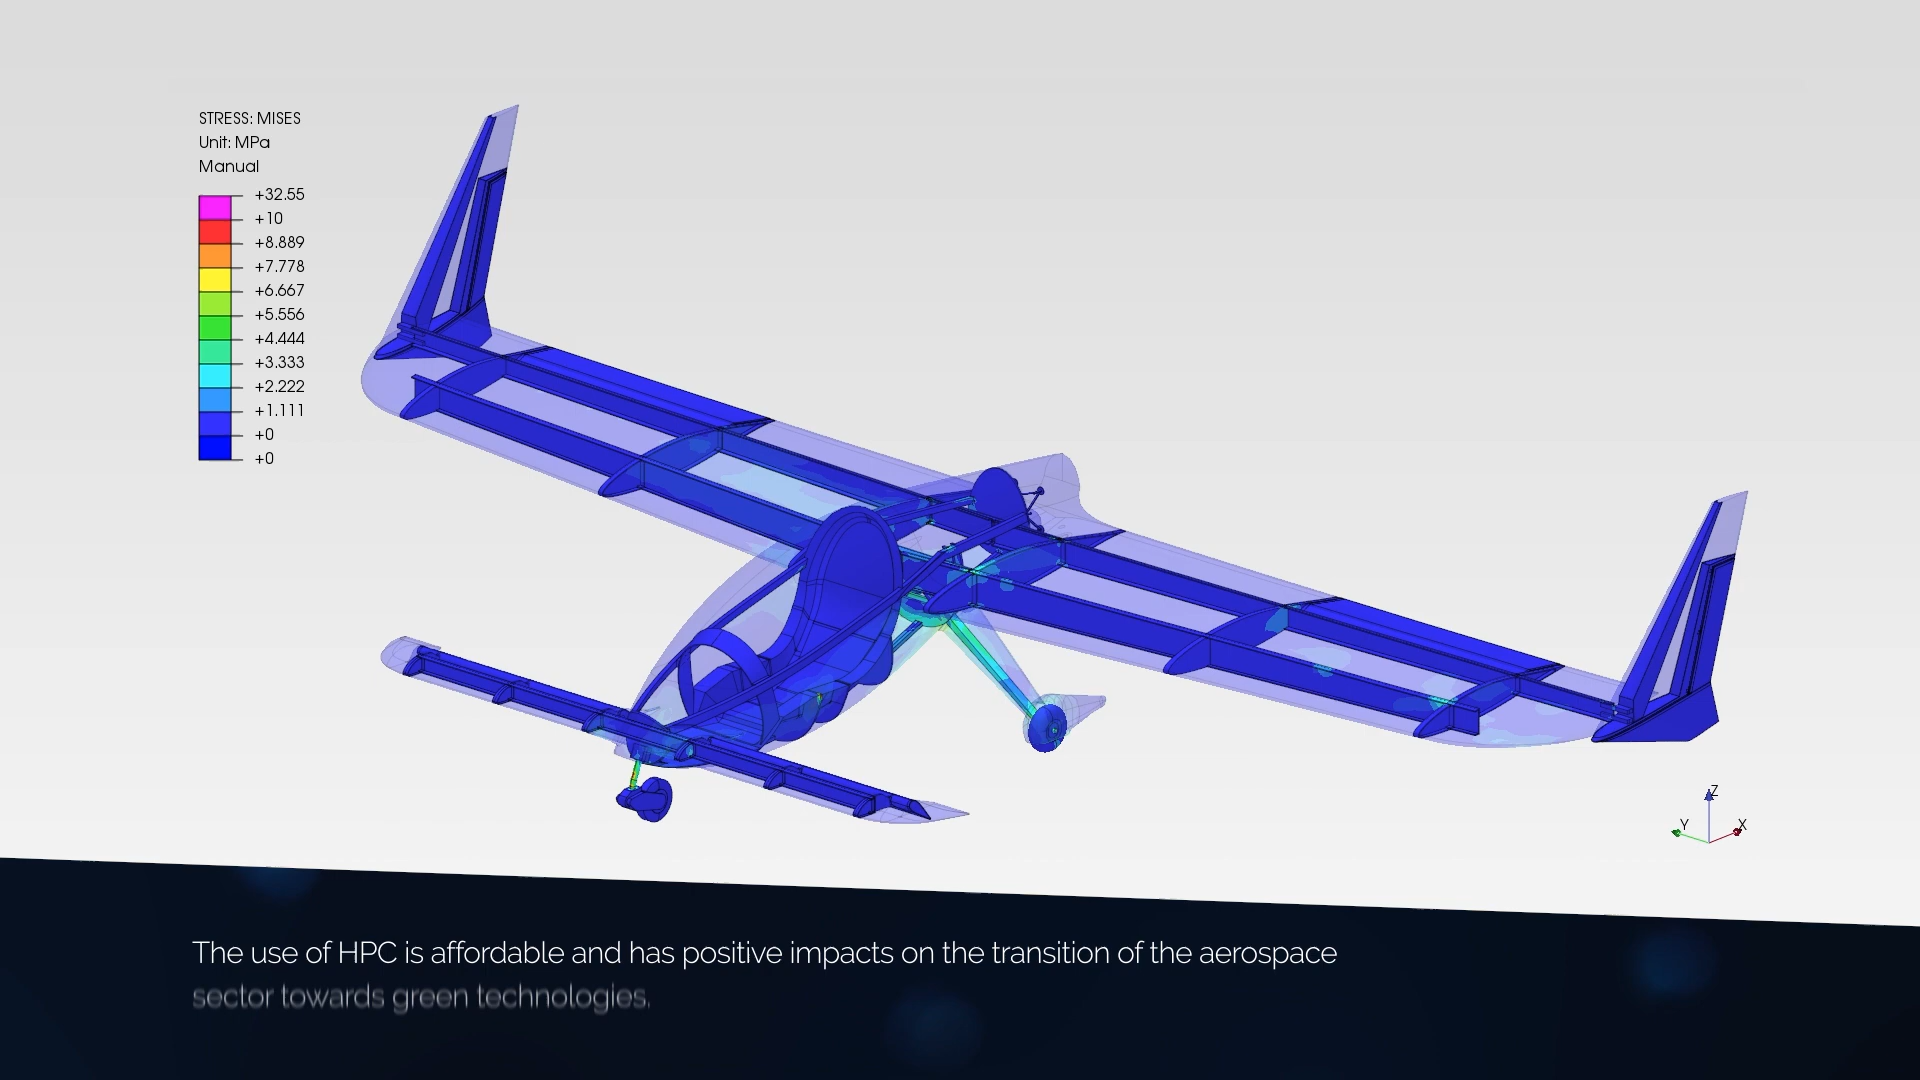 STRESS: MISES
Unit: MPa
Manual
+32.55
+10
+8.889
+7.778
+6.667
+5.556
+4.444
+3.333
+2.222
+1.111
+0
+0
Z
Y
X
The use of HPC is affordable and has positive impacts on the transition of the aerospace
sector towards green technologies.